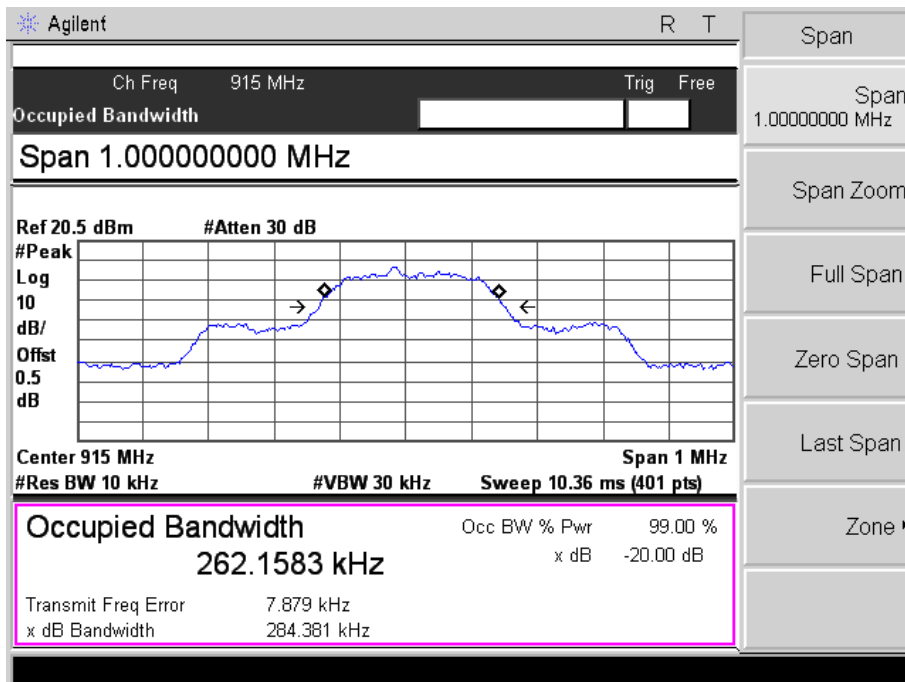 Agilent R T
Ch Freq 915 MHz Trig Free
Occupied Bandwidth
Span 1.000000000 MHz
Ref 20.5 dBm #Atten 30 dB
#Peak
Log
10
dB/
Offst
0.5
dB
Center 915 MHz Span 1 MHz
#Res BW 10 kHz #VBW 30 kHz Sweep 10.36 ms (401 pts)
Occupied Bandwidth Occ BW % Pwr 99.00 %
262.1583 kHz x dB -20.00 dB
Transmit Freq Error 7.879 kHz
x dB Bandwidth 284.381 kHz
Span
Span
1.00000000 MHz
Span Zoom
Full Span
Zero Span
Last Span
Zone